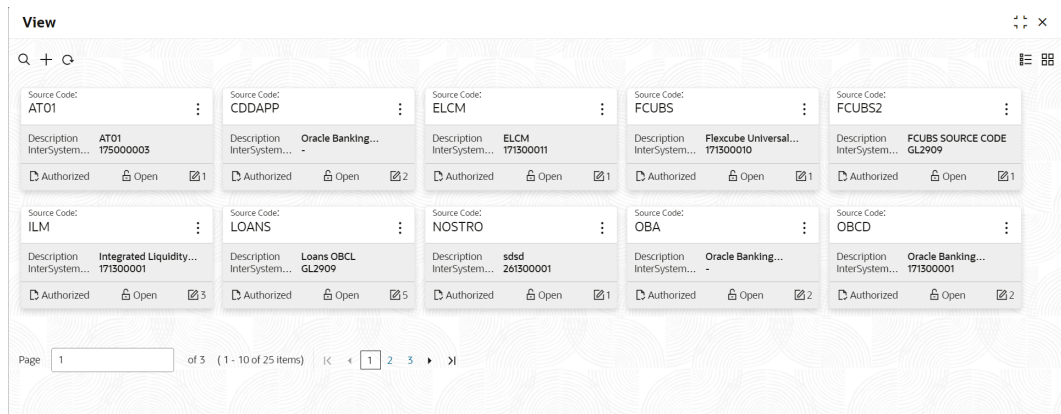 View
Source Code:
AT01
Description AT01
InterSystem... 175000003
Authorized Open 1
Source Code:
CDDAPP
Description Oracle Banking...
InterSystem... -
Authorized Open 2
Source Code:
ELCM
Description ELCM
InterSystem... 171300011
Authorized Open 1
Source Code:
FCUBS
Description Flexcube Universal...
InterSystem... 171300010
Authorized Open 1
Source Code:
FCUBS2
Description FCUBS SOURCE CODE
InterSystem... GL2909
Authorized Open 1
Source Code:
ILM
Description Integrated Liquidity...
InterSystem... 171300001
Authorized Open 3
Source Code:
LOANS
Description Loans OBCL
InterSystem... GL2909
Authorized Open 5
Source Code:
NOSTRO
Description sdsd
InterSystem... 261300001
Authorized Open 1
Source Code:
OBA
Description Oracle Banking...
InterSystem... -
Authorized Open 2
Source Code:
OBCD
Description Oracle Banking...
InterSystem... 171300001
Authorized Open 2
Page 1 of 3 ( 1 - 10 of 25 items) 1 2 3